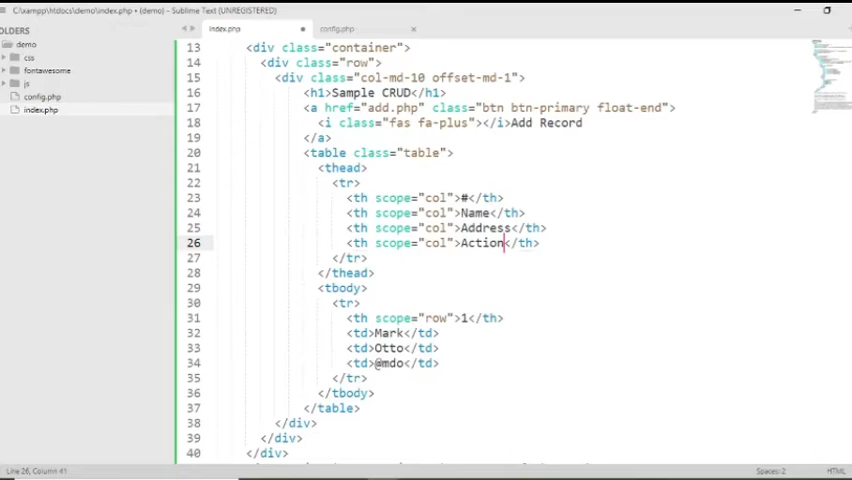 C:\xampp\htdocs\demo\index.php • (demo) - Sublime Text (UNREGISTERED)
OLDERS
demo
css
fontawesome
js
config.php
index.php
index.php
config.php
13 <div class="container">
14 <div class="row">
15 <div class="col-md-10 offset-md-1">
16 <h1>Sample CRUD</h1>
17 <a href="add.php" class="btn btn-primary float-end">
18 <i class="fas fa-plus"></i>Add Record
19 </a>
20 <table class="table">
21 <thead>
22 <tr>
23 <th scope="col">#</th>
24 <th scope="col">Name</th>
25 <th scope="col">Address</th>
26 <th scope="col">Action</th>
27 </tr>
28 </thead>
29 <tbody>
30 <tr>
31 <th scope="row">1</th>
32 <td>Mark</td>
33 <td>Otto</td>
34 <td>@mdo</td>
35 </tr>
36 </tbody>
37 </table>
38 </div>
39 </div>
40 </div>
Line 26, Column 41
Spaces: 2
HTML